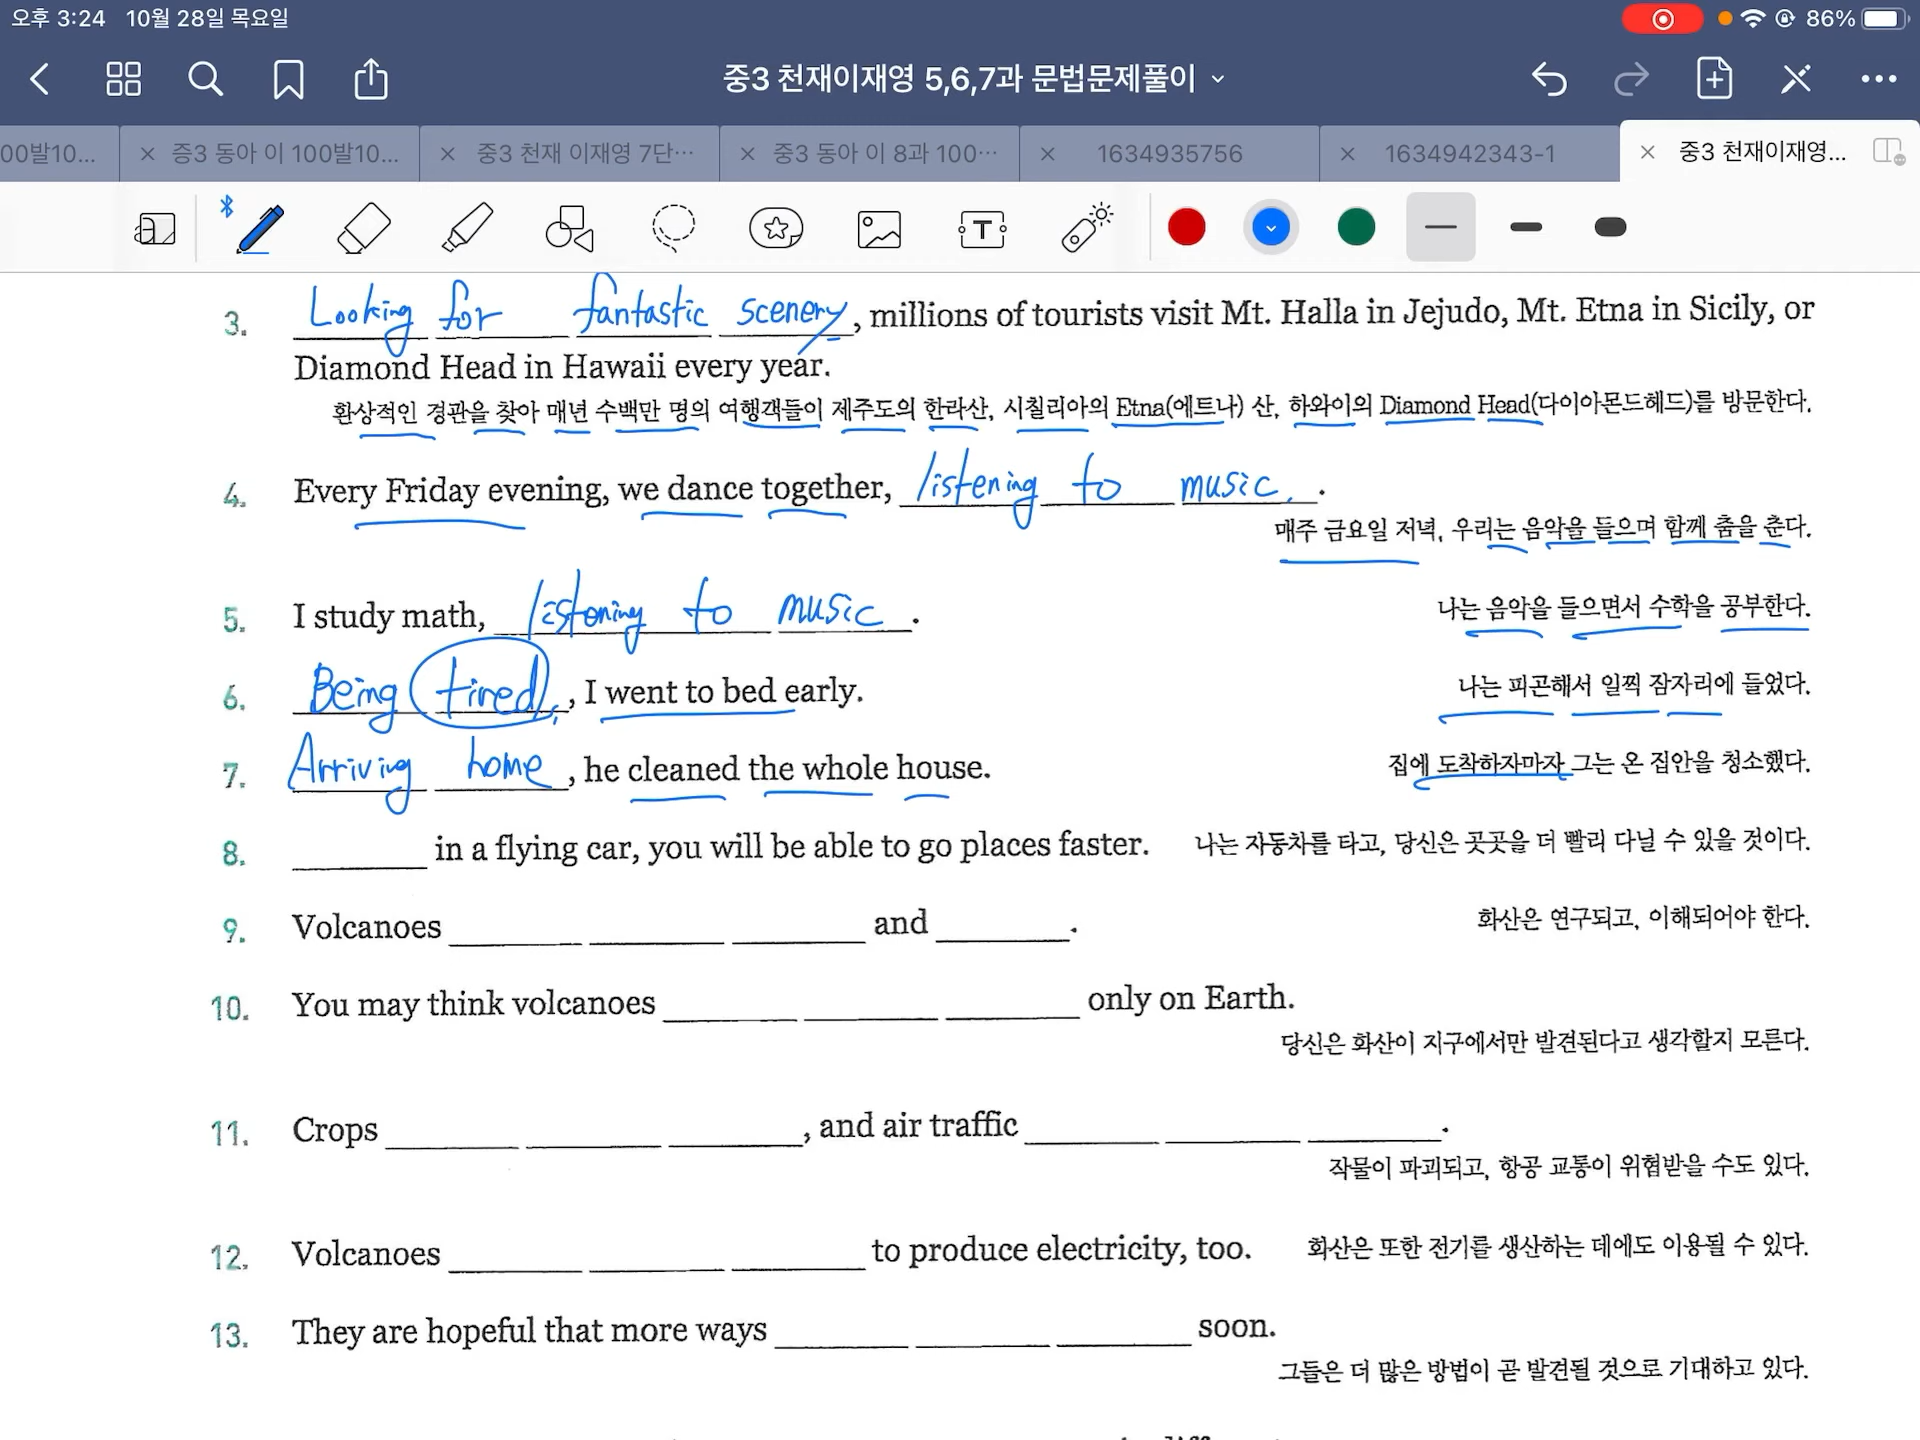 오후 3:24 10월 28일 목요일 86%
중3 천재이재영 5,6,7과 문법문제풀이
00발10... × 증3 동아 이 100발10... × 중3 천재 이재영 7단... × 중3 동아 이 8과 100... × 1634935756 × 1634942343-1 × 중3 천재이재영...
3. Looking for fantastic scenery, millions of tourists visit Mt. Halla in Jejudo, Mt. Etna in Sicily, or
Diamond Head in Hawaii every year.
환상적인 경관을 찾아 매년 수백만 명의 여행객들이 제주도의 한라산, 시칠리아의 Etna(에트나) 산, 하와이의 Diamond Head(다이아몬드헤드)를 방문한다.
4. Every Friday evening, we dance together, listening to music.
매주 금요일 저녁, 우리는 음악을 들으며 함께 춤을 춘다.
5. I study math, listening to music.
나는 음악을 들으면서 수학을 공부한다.
6. Being tired, I went to bed early.
나는 피곤해서 일찍 잠자리에 들었다.
7. Arriving home, he cleaned the whole house.
집에 도착하자마자 그는 온 집안을 청소했다.
8. ______ in a flying car, you will be able to go places faster.
나는 자동차를 타고, 당신은 곳곳을 더 빨리 다닐 수 있을 것이다.
9. Volcanoes ______ ______ ______ and ______.
화산은 연구되고, 이해되어야 한다.
10. You may think volcanoes ______ ______ ______ only on Earth.
당신은 화산이 지구에서만 발견된다고 생각할지 모른다.
11. Crops ______ ______ ______, and air traffic ______ ______ ______.
작물이 파괴되고, 항공 교통이 위협받을 수도 있다.
12. Volcanoes ______ ______ ______ to produce electricity, too.
화산은 또한 전기를 생산하는 데에도 이용될 수 있다.
13. They are hopeful that more ways ______ ______ ______ soon.
그들은 더 많은 방법이 곧 발견될 것으로 기대하고 있다.